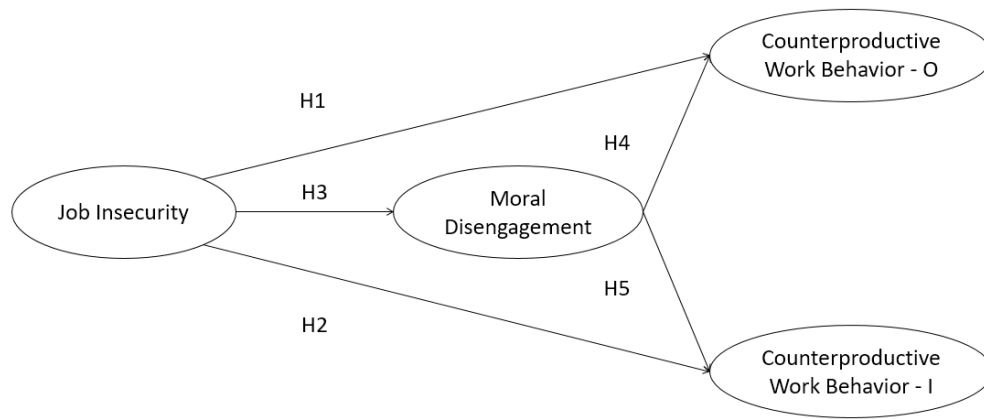 Counterproductive
Work Behavior - O
H1
H4
Job Insecurity
H3
Moral
Disengagement
H5
H2
Counterproductive
Work Behavior - I